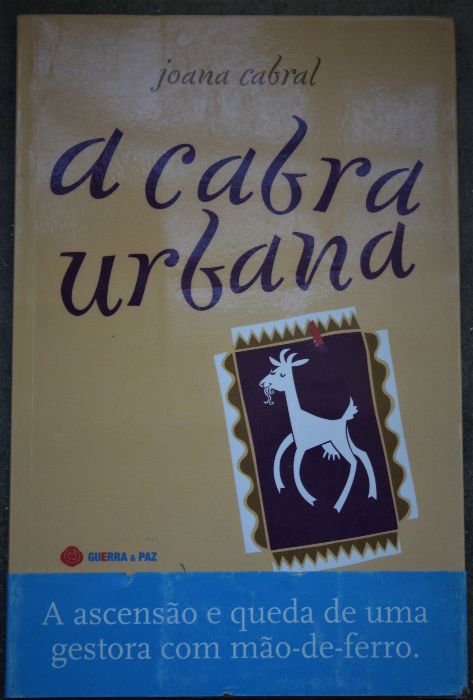 joana cabral
a cabra
urbana
GUERRA & PAZ
A ascensão e queda de uma
gestora com mão-de-ferro.